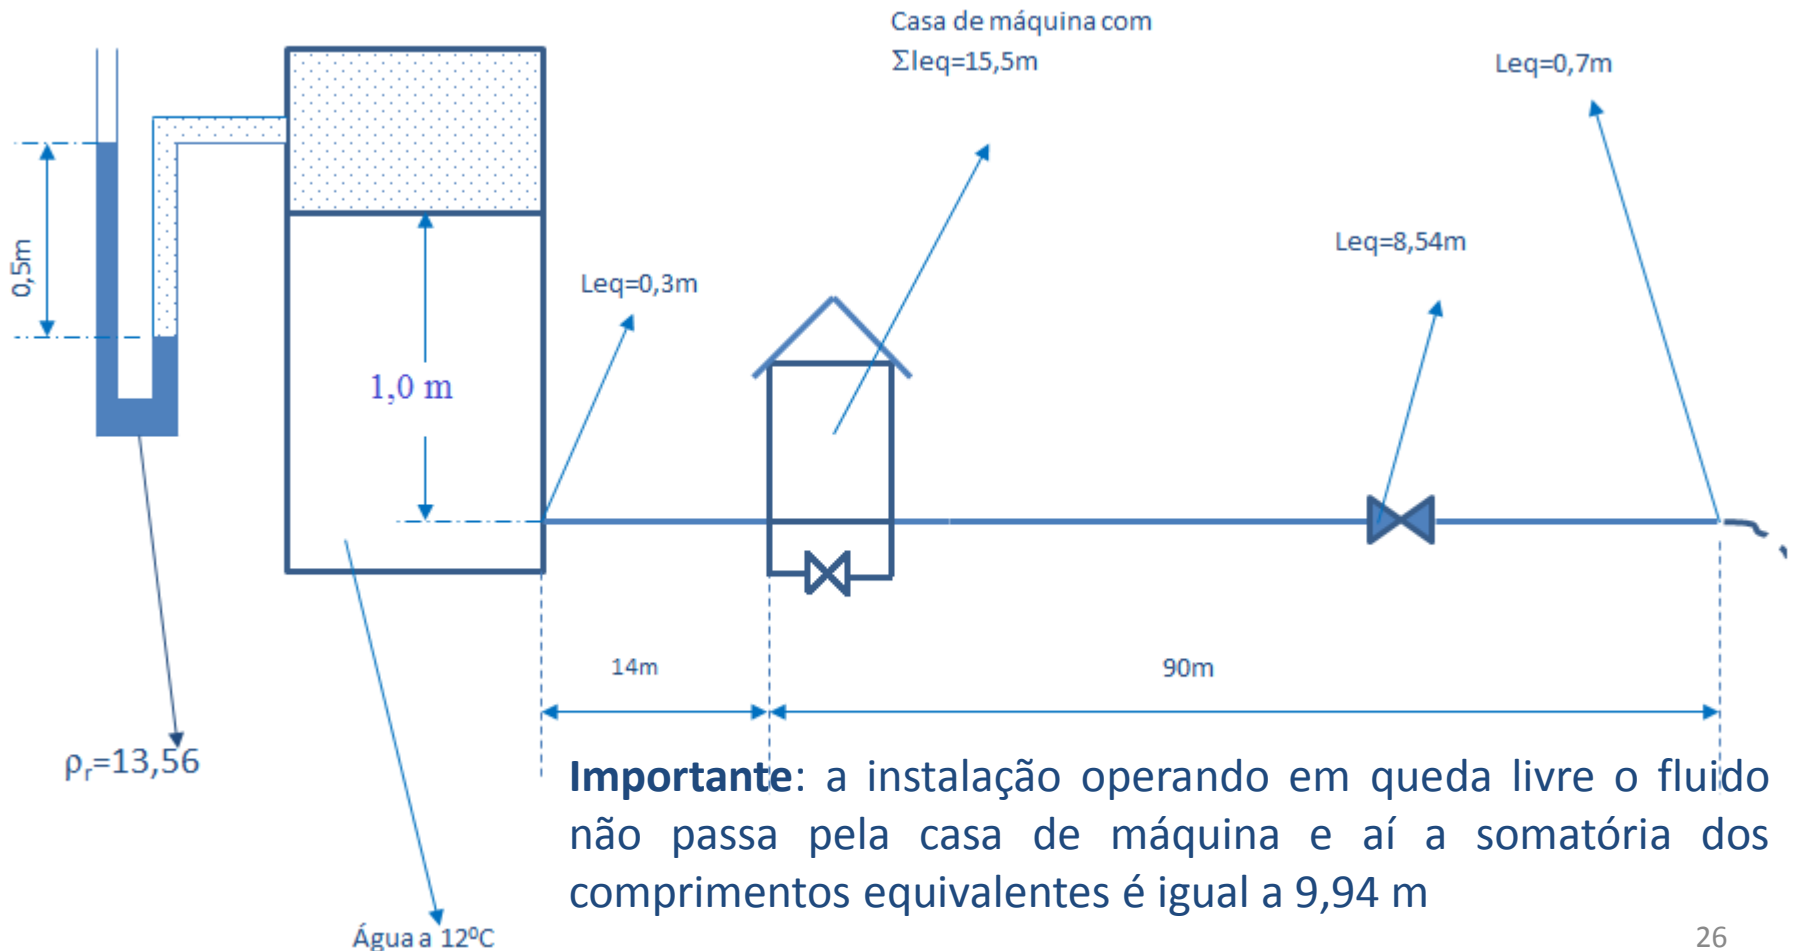 Casa de máquina com
Σleq=15,5m
Leq=0,7m
Leq=8,54m
Leq=0,3m
0,5m
1,0 m
14m
90m
ρr=13,56
Importante: a instalação operando em queda livre o fluido
não passa pela casa de máquina e aí a somatória dos
comprimentos equivalentes é igual a 9,94 m
Água a 12⁰C
26